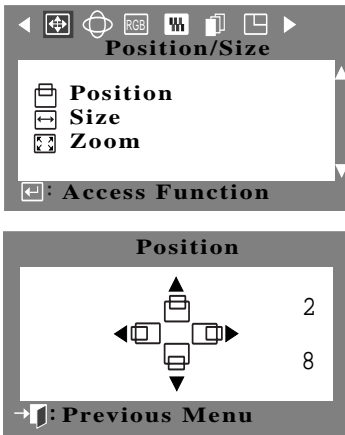 RGB
Position/Size
Position
Size
Zoom
: Access Function
Position
2
8
: Previous Menu